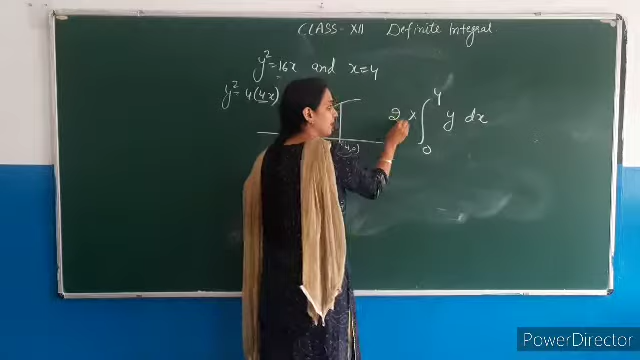 CLASS-XII Definite Integral
y²=16x and x=4
y²=4(4x)
(4,0)
2 × ∫₀⁴ y dx
PowerDirector